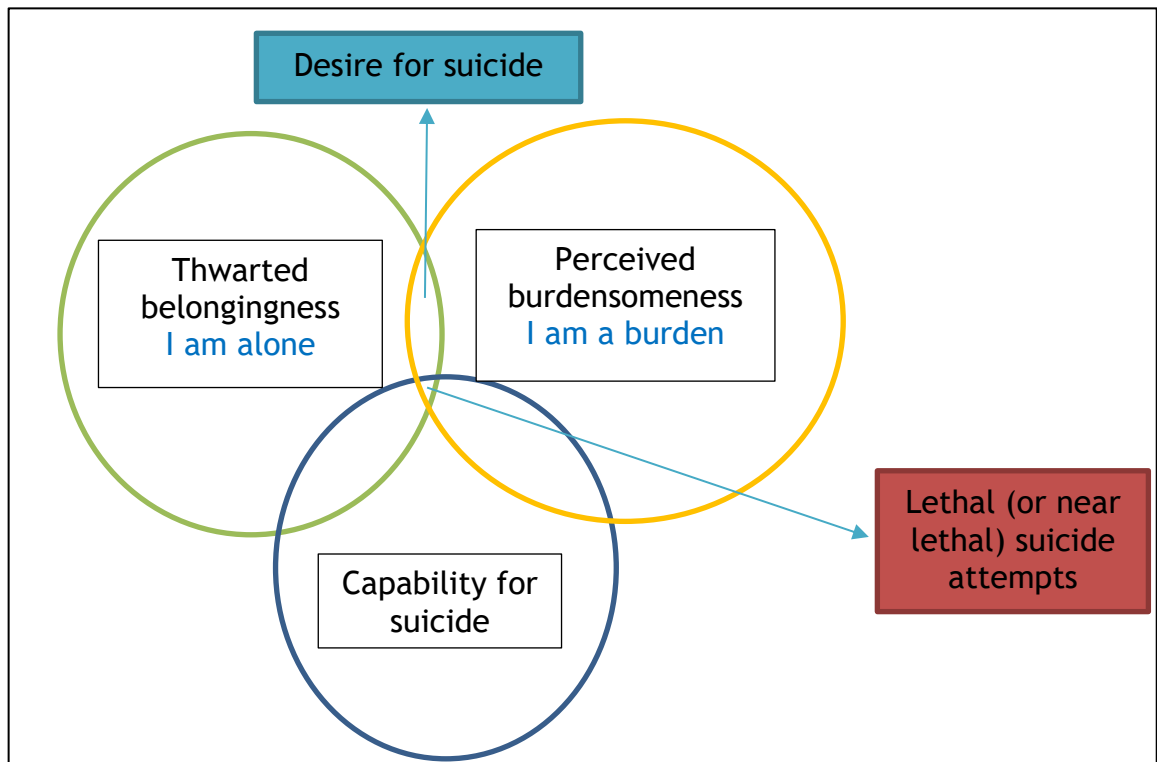 Desire for suicide
Thwarted
belongingness
I am alone
Perceived
burdensomeness
I am a burden
Lethal (or near
lethal) suicide
attempts
Capability for
suicide